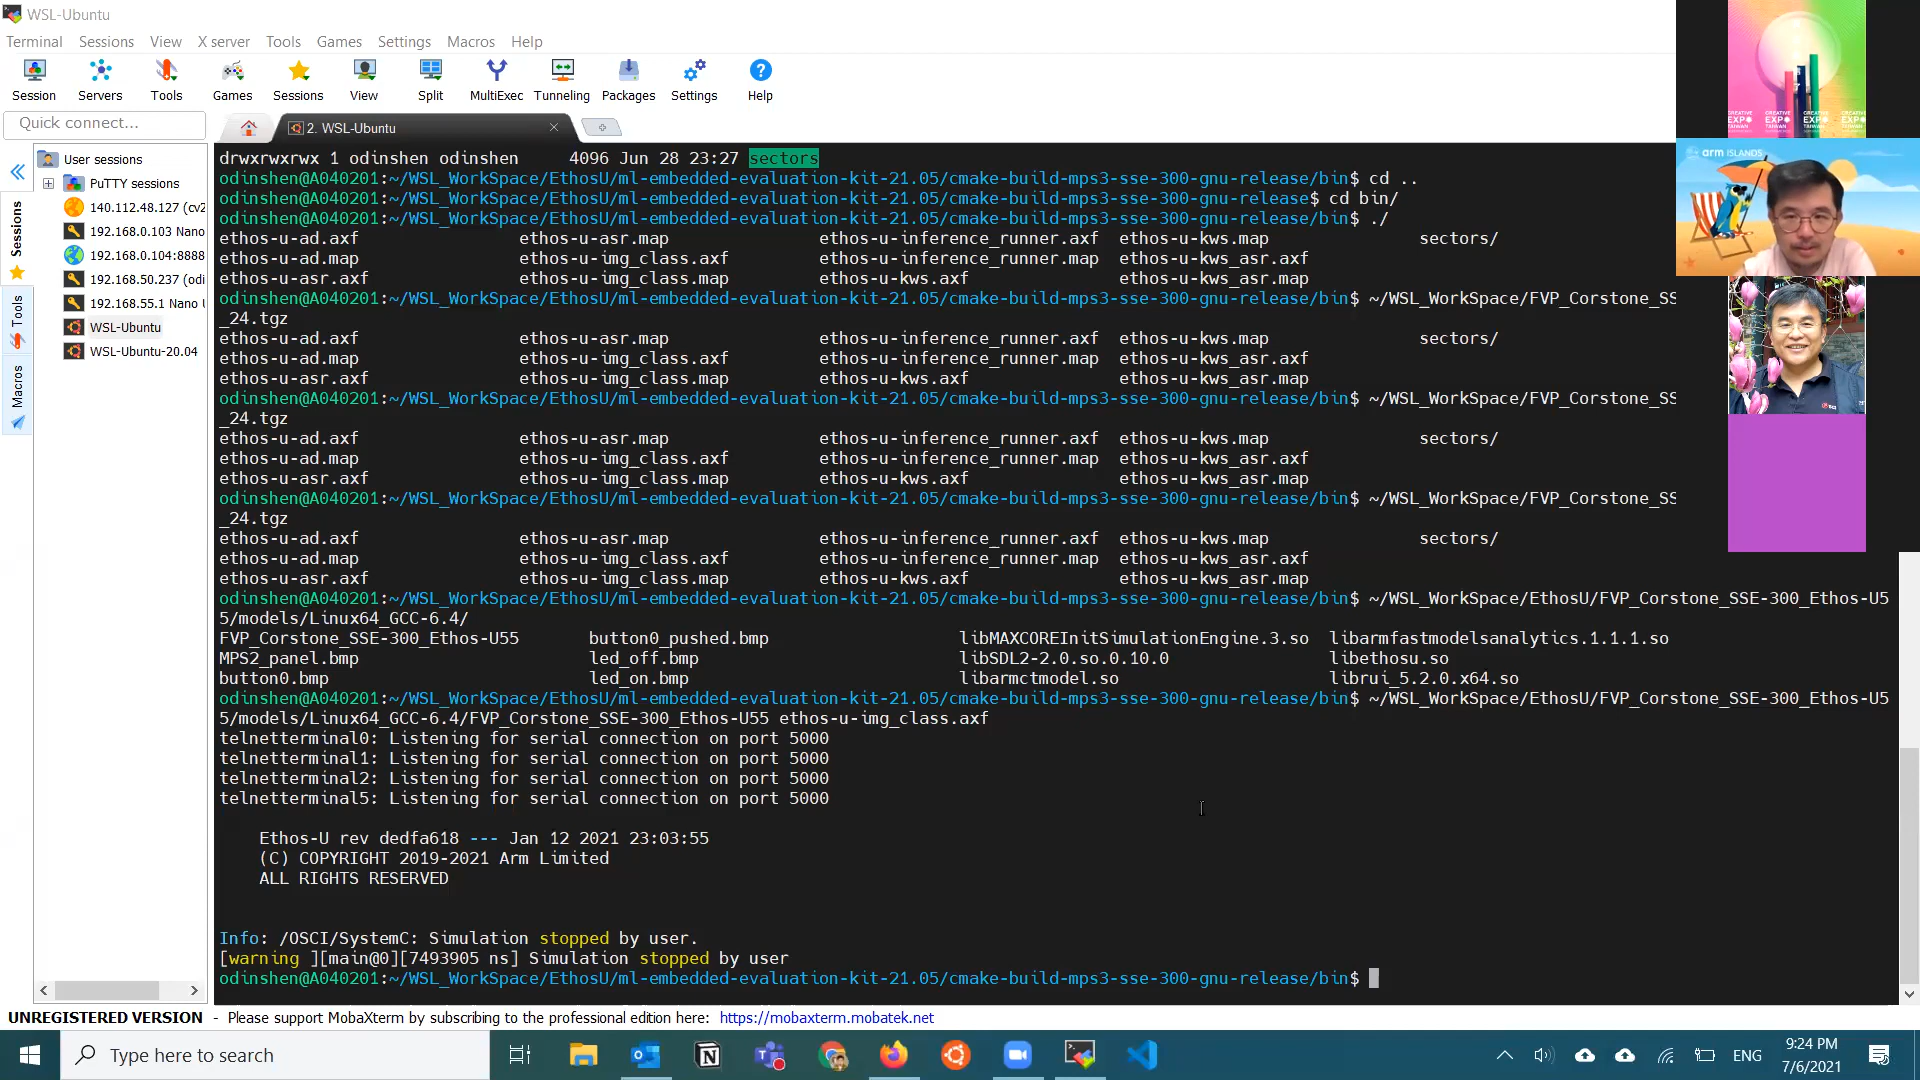 WSL-Ubuntu
Terminal Sessions View X server Tools Games Settings Macros Help
Session Servers Tools Games Sessions View Split MultiExec Tunneling Packages Settings Help
Quick connect...
2. WSL-Ubuntu
User sessions
PuTTY sessions
140.112.48.127 (cv2
192.168.0.103 Nano
192.168.0.104:8888
192.168.50.237 (odi
192.168.55.1 Nano U
WSL-Ubuntu
WSL-Ubuntu-20.04
Sessions
Tools
Macros
drwxrwxrwx 1 odinshen odinshen     4096 Jun 28 23:27 sectors
odinshen@A040201:~/WSL_WorkSpace/EthosU/ml-embedded-evaluation-kit-21.05/cmake-build-mps3-sse-300-gnu-release/bin$ cd ..
odinshen@A040201:~/WSL_WorkSpace/EthosU/ml-embedded-evaluation-kit-21.05/cmake-build-mps3-sse-300-gnu-release$ cd bin/
odinshen@A040201:~/WSL_WorkSpace/EthosU/ml-embedded-evaluation-kit-21.05/cmake-build-mps3-sse-300-gnu-release/bin$ ./
ethos-u-ad.axf ethos-u-asr.map ethos-u-inference_runner.axf ethos-u-kws.map sectors/
ethos-u-ad.map ethos-u-img_class.axf ethos-u-inference_runner.map ethos-u-kws_asr.axf
ethos-u-asr.axf ethos-u-img_class.map ethos-u-kws.axf ethos-u-kws_asr.map
odinshen@A040201:~/WSL_WorkSpace/EthosU/ml-embedded-evaluation-kit-21.05/cmake-build-mps3-sse-300-gnu-release/bin$ ~/WSL_WorkSpace/FVP_Corstone_SS
_24.tgz
ethos-u-ad.axf ethos-u-asr.map ethos-u-inference_runner.axf ethos-u-kws.map sectors/
ethos-u-ad.map ethos-u-img_class.axf ethos-u-inference_runner.map ethos-u-kws_asr.axf
ethos-u-asr.axf ethos-u-img_class.map ethos-u-kws.axf ethos-u-kws_asr.map
odinshen@A040201:~/WSL_WorkSpace/EthosU/ml-embedded-evaluation-kit-21.05/cmake-build-mps3-sse-300-gnu-release/bin$ ~/WSL_WorkSpace/FVP_Corstone_SS
_24.tgz
ethos-u-ad.axf ethos-u-asr.map ethos-u-inference_runner.axf ethos-u-kws.map sectors/
ethos-u-ad.map ethos-u-img_class.axf ethos-u-inference_runner.map ethos-u-kws_asr.axf
ethos-u-asr.axf ethos-u-img_class.map ethos-u-kws.axf ethos-u-kws_asr.map
odinshen@A040201:~/WSL_WorkSpace/EthosU/ml-embedded-evaluation-kit-21.05/cmake-build-mps3-sse-300-gnu-release/bin$ ~/WSL_WorkSpace/FVP_Corstone_SS
_24.tgz
ethos-u-ad.axf ethos-u-asr.map ethos-u-inference_runner.axf ethos-u-kws.map sectors/
ethos-u-ad.map ethos-u-img_class.axf ethos-u-inference_runner.map ethos-u-kws_asr.axf
ethos-u-asr.axf ethos-u-img_class.map ethos-u-kws.axf ethos-u-kws_asr.map
odinshen@A040201:~/WSL_WorkSpace/EthosU/ml-embedded-evaluation-kit-21.05/cmake-build-mps3-sse-300-gnu-release/bin$ ~/WSL_WorkSpace/EthosU/FVP_Corstone_SSE-300_Ethos-U5
5/models/Linux64_GCC-6.4/
FVP_Corstone_SSE-300_Ethos-U55 button0_pushed.bmp libMAXCOREInitSimulationEngine.3.so libarmfastmodelsanalytics.1.1.1.so
MPS2_panel.bmp led_off.bmp libSDL2-2.0.so.0.10.0 libethosu.so
button0.bmp led_on.bmp libarmctmodel.so librui_5.2.0.x64.so
odinshen@A040201:~/WSL_WorkSpace/EthosU/ml-embedded-evaluation-kit-21.05/cmake-build-mps3-sse-300-gnu-release/bin$ ~/WSL_WorkSpace/EthosU/FVP_Corstone_SSE-300_Ethos-U5
5/models/Linux64_GCC-6.4/FVP_Corstone_SSE-300_Ethos-U55 ethos-u-img_class.axf
telnetterminal0: Listening for serial connection on port 5000
telnetterminal1: Listening for serial connection on port 5000
telnetterminal2: Listening for serial connection on port 5000
telnetterminal5: Listening for serial connection on port 5000
Ethos-U rev dedfa618 --- Jan 12 2021 23:03:55
(C) COPYRIGHT 2019-2021 Arm Limited
ALL RIGHTS RESERVED
Info: /OSCI/SystemC: Simulation stopped by user.
[warning ][main@0][7493905 ns] Simulation stopped by user
odinshen@A040201:~/WSL_WorkSpace/EthosU/ml-embedded-evaluation-kit-21.05/cmake-build-mps3-sse-300-gnu-release/bin$
CREATIVE EXPO TAIWAN
arm ISLANDS
UNREGISTERED VERSION - Please support MobaXterm by subscribing to the professional edition here: https://mobaxterm.mobatek.net
Type here to search
ENG
9:24 PM
7/6/2021